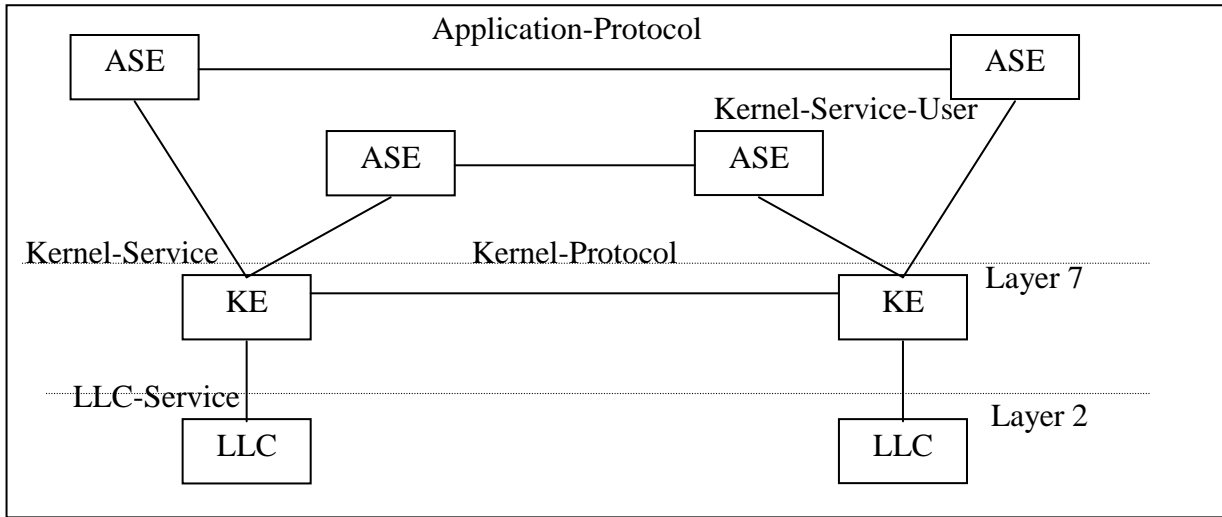 Application-Protocol
ASE
ASE
Kernel-Service-User
ASE
ASE
Kernel-Service
Kernel-Protocol
Layer 7
KE
KE
LLC-Service
Layer 2
LLC
LLC